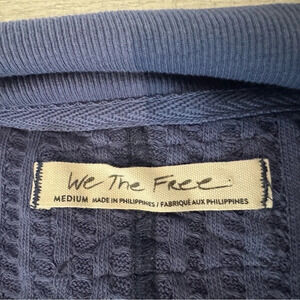 We The Free
MEDIUM MADE IN PHILIPPINES / FABRIQUÉ AUX PHILIPPINES